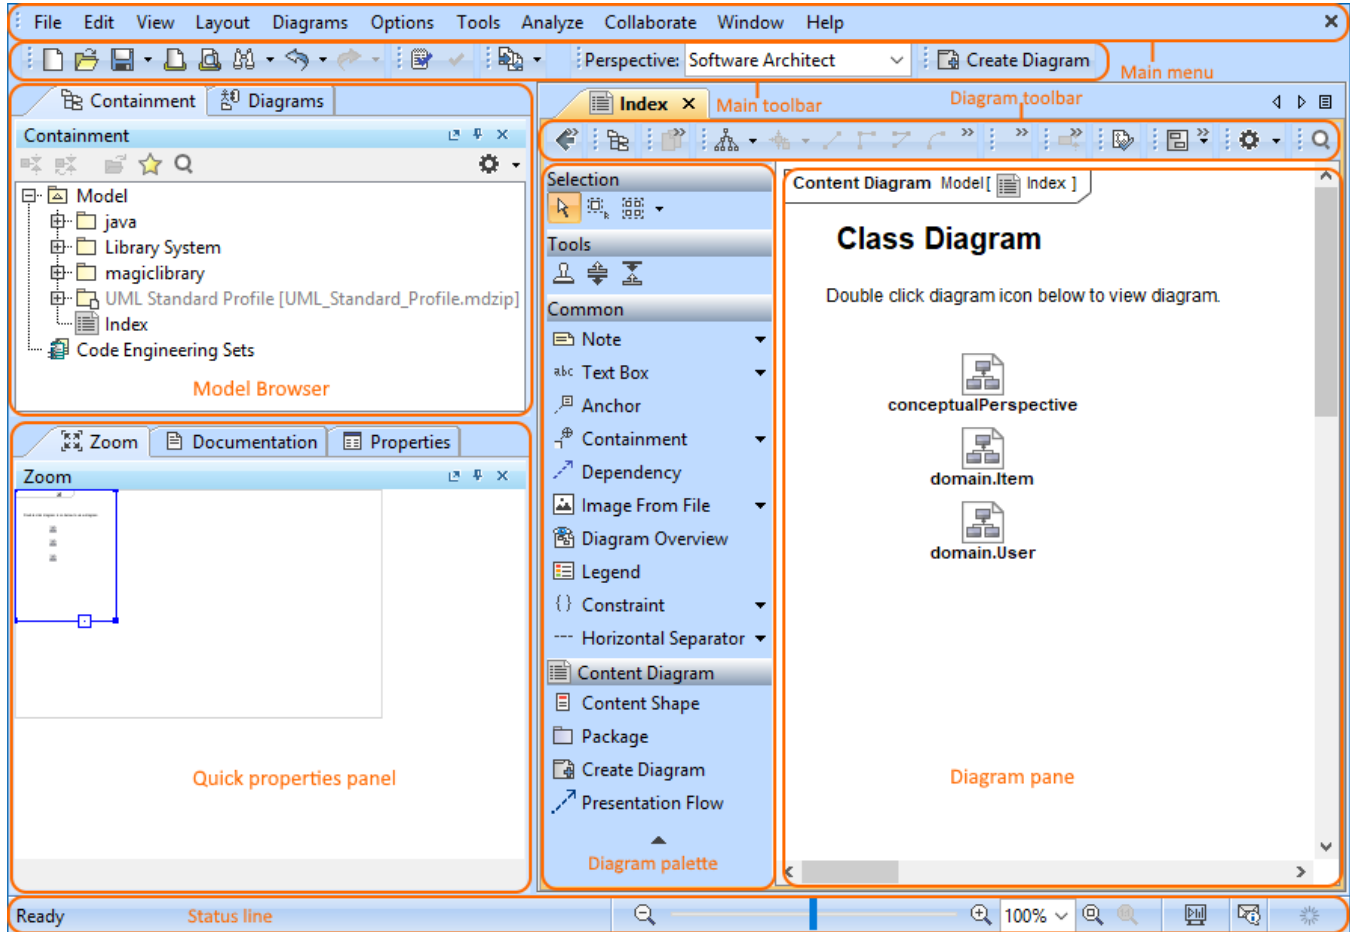 File Edit View Layout Diagrams Options Tools Analyze Collaborate Window Help
Perspective: Software Architect Create Diagram
Main menu
Containment Diagrams
Index
Main toolbar
Diagram toolbar
Containment
Model
java
Library System
magiclibrary
UML Standard Profile [UML_Standard_Profile.mdzip]
Index
Code Engineering Sets
Model Browser
Zoom Documentation Properties
Zoom
Quick properties panel
Selection
Tools
Common
Note
abc Text Box
Anchor
Containment
Dependency
Image From File
Diagram Overview
Legend
{} Constraint
Horizontal Separator
Content Diagram
Content Shape
Package
Create Diagram
Presentation Flow
Diagram palette
Content Diagram Model[ Index ]
Class Diagram
Double click diagram icon below to view diagram.
conceptualPerspective
domain.Item
domain.User
Diagram pane
Ready
Status line
100%